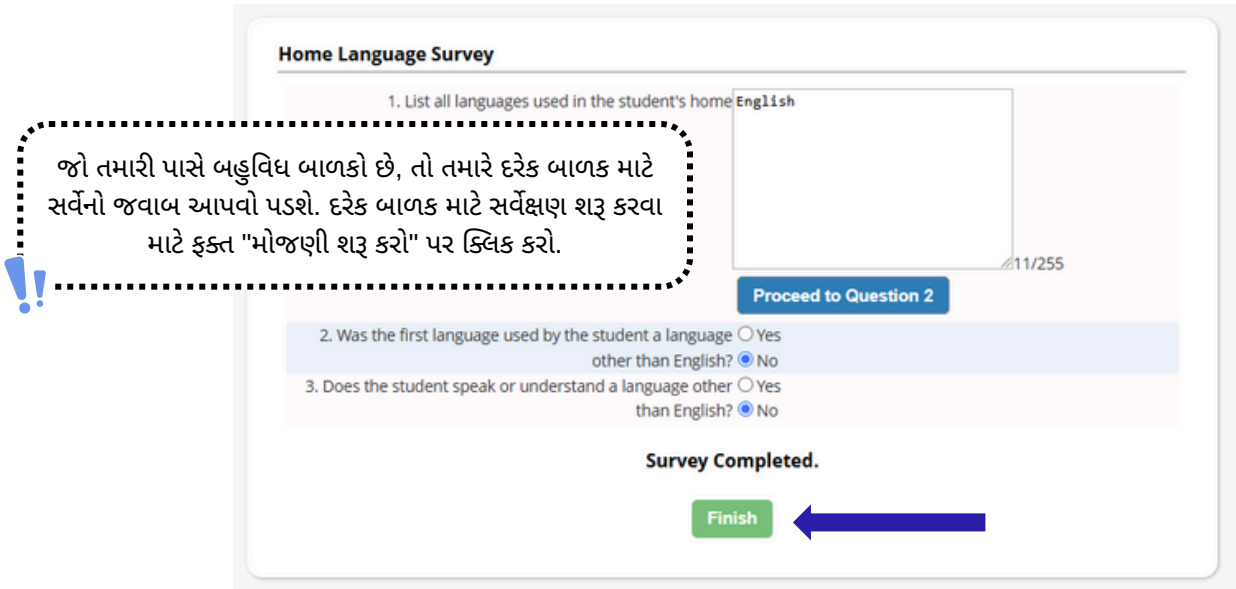 Home Language Survey
1. List all languages used in the student's home
English
જો તમારી પાસે બહુવિધ બાળકો છે, તો તમારે દરેક બાળક માટે
સર્વેનો જવાબ આપવો પડશે. દરેક બાળક માટે સર્વેક્ષણ શરૂ કરવા
માટે ફક્ત "મોજણી શરૂ કરો" પર ક્લિક કરો.
11/255
Proceed to Question 2
2. Was the first language used by the student a language
other than English?
Yes
No
3. Does the student speak or understand a language other
than English?
Yes
No
Survey Completed.
Finish